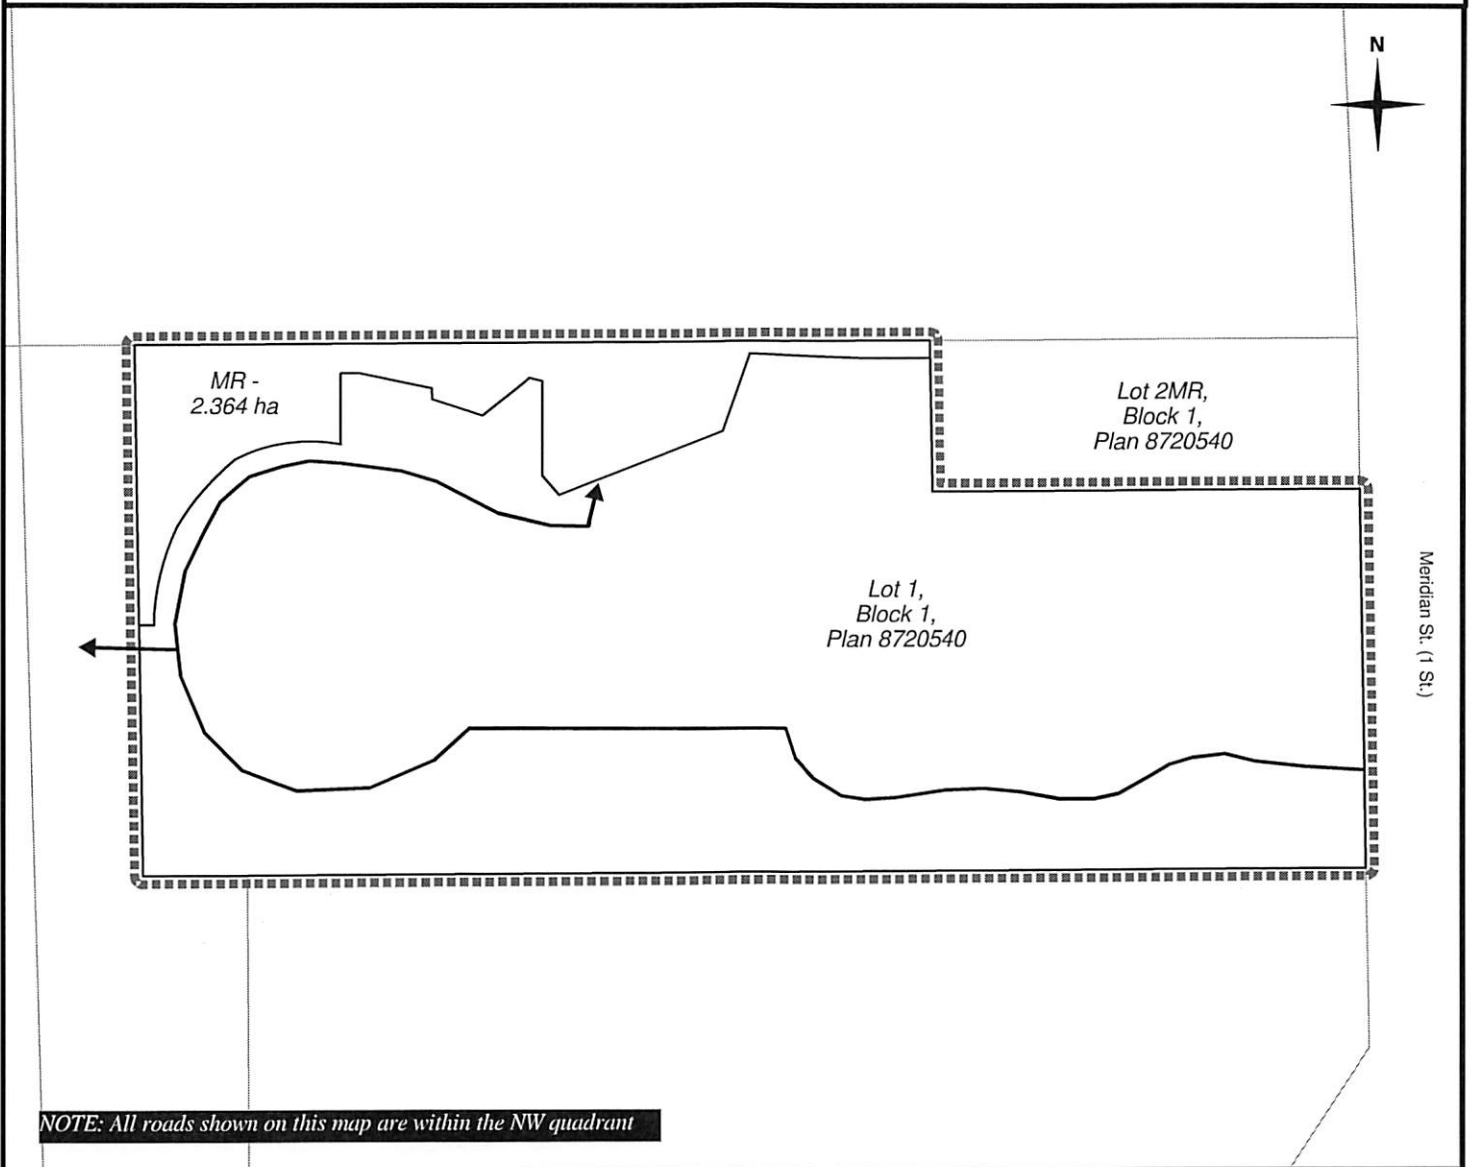 N
MR -
2.364 ha
Lot 2MR,
Block 1,
Plan 8720540
Lot 1,
Block 1,
Plan 8720540
Meridian St. (1 St.)
NOTE: All roads shown on this map are within the NW quadrant